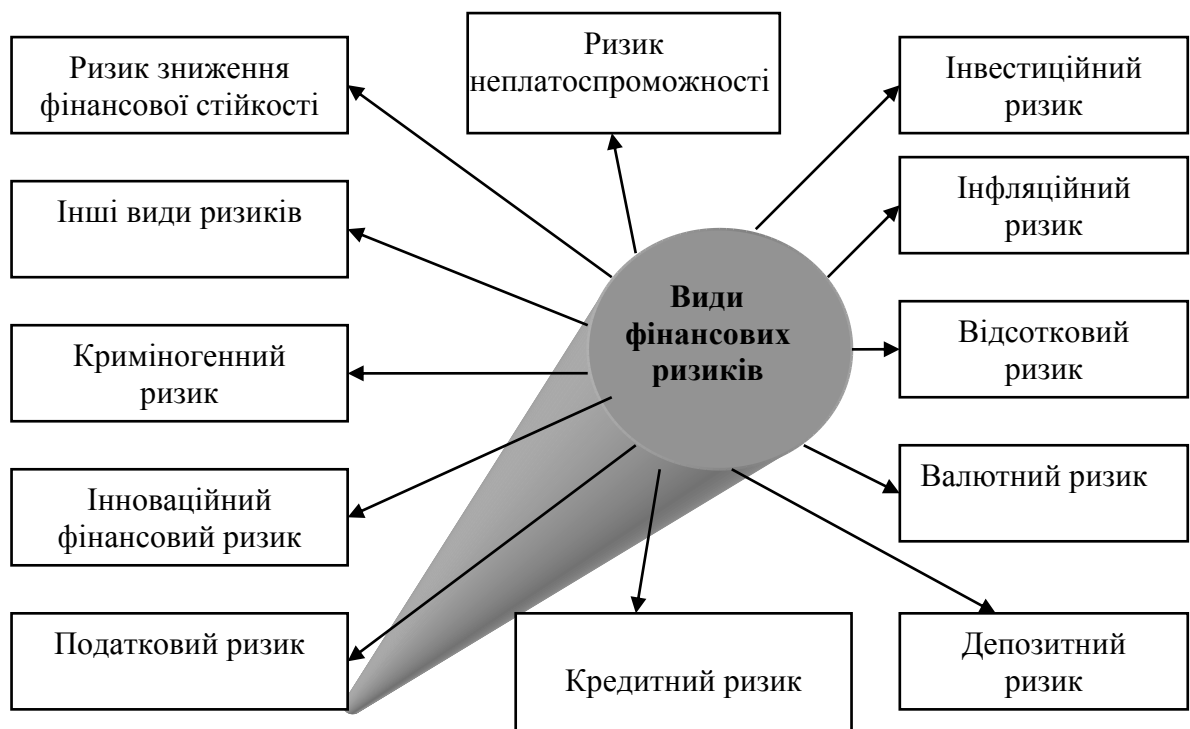 Ризик зниження
фінансової стійкості
Ризик
неплатоспроможності
Інвестиційний
ризик
Інші види ризиків
Інфляційний
ризик
Види
фінансових
ризиків
Криміногенний
ризик
Відсотковий
ризик
Інноваційний
фінансовий ризик
Валютний ризик
Податковий ризик
Кредитний ризик
Депозитний
ризик